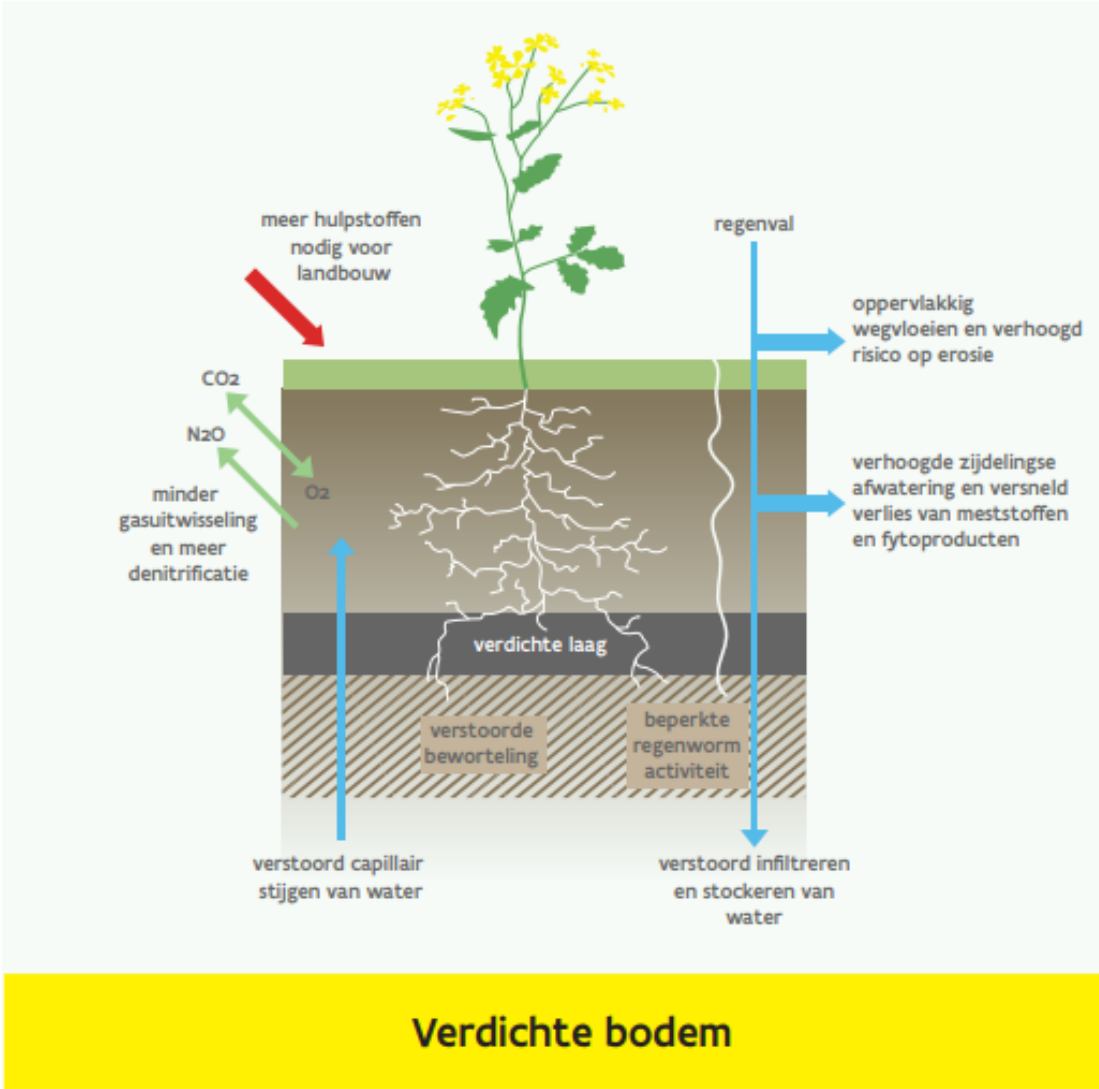 meer hulpstoffen
nodig voor
landbouw
regenval
oppervlakkig
wegvloeien en verhoogd
risico op erosie
CO2
N2O
O2
minder
gasuitwisseling
en meer
denitrificatie
verhoogde zijdelingse
afwatering en versneld
verlies van meststoffen
en fytoproducten
verdichte laag
verstoorde
beworteling
beperkte
regenworm
activiteit
verstoord capillair
stijgen van water
verstoord infiltreren
en stockeren van
water
Verdichte bodem